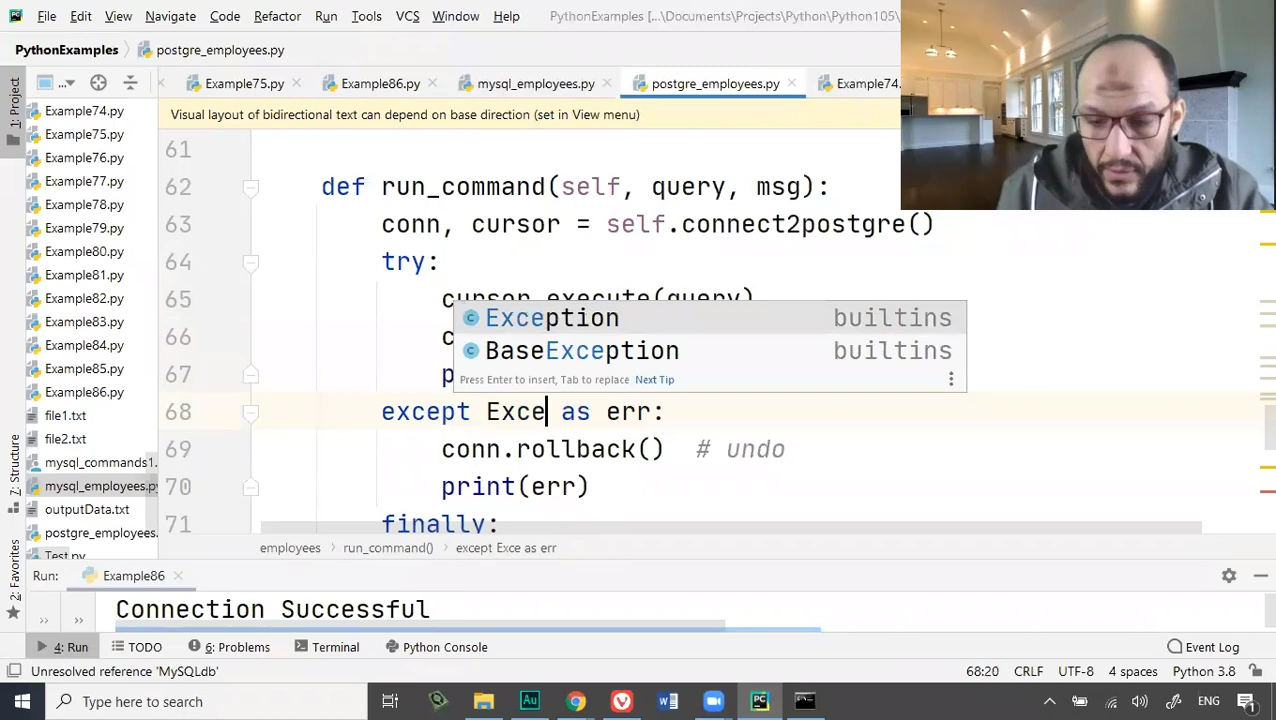 File Edit View Navigate Code Refactor Run Tools VCS Window Help PythonExamples [...\Documents\Projects\Python\Python105\
PythonExamples postgre_employees.py
Example75.py Example86.py mysql_employees.py postgre_employees.py Example74.
Visual layout of bidirectional text can depend on base direction (set in View menu)
1: Project
7: Structure
2: Favorites
Example74.py
Example75.py
Example76.py
Example77.py
Example78.py
Example79.py
Example80.py
Example81.py
Example82.py
Example83.py
Example84.py
Example85.py
Example86.py
file1.txt
file2.txt
mysql_commands1.
mysql_employees.py
outputData.txt
postgre_employees.
Test.py
61
62 def run_command(self, query, msg):
63 conn, cursor = self.connect2postgre()
64 try:
65 cursor.execute(query)
66 c
67 p
Exception builtins
BaseException builtins
Press Enter to insert, Tab to replace Next Tip
68 except Exce as err:
69 conn.rollback() # undo
70 print(err)
71 finally:
employees run_command() except Exce as err
Run: Example86
Connection Successful
4: Run TODO 6: Problems Terminal Python Console Event Log
Unresolved reference 'MySQLdb' 68:20 CRLF UTF-8 4 spaces Python 3.8
Type here to search ENG